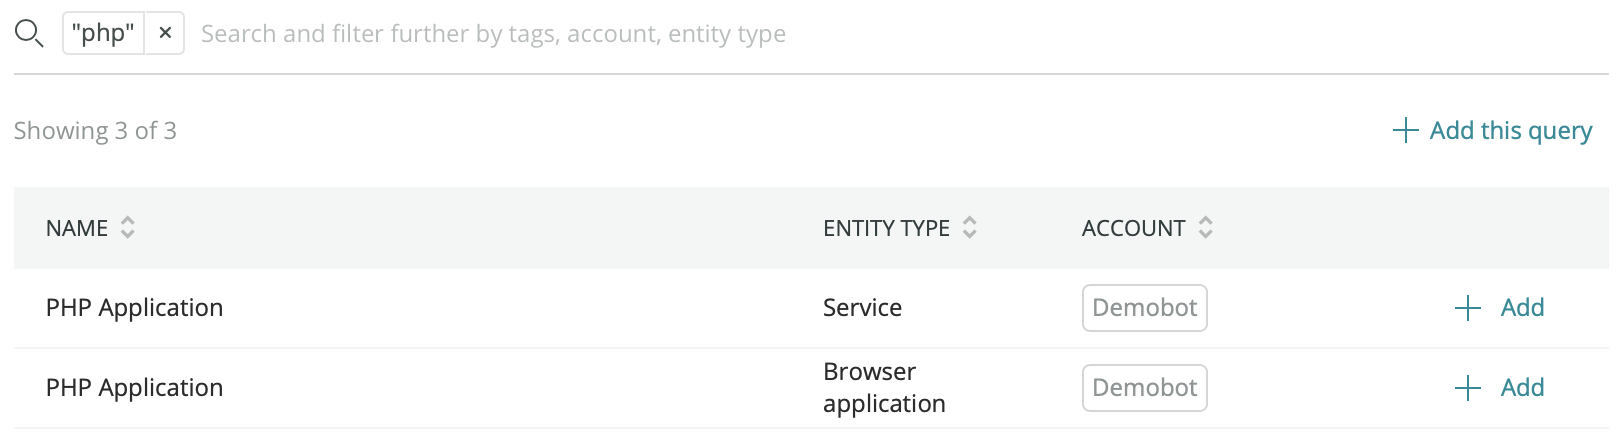 "php" × Search and filter further by tags, account, entity type
Showing 3 of 3 + Add this query
NAME ENTITY TYPE ACCOUNT
PHP Application Service Demobot + Add
PHP Application Browser application Demobot + Add